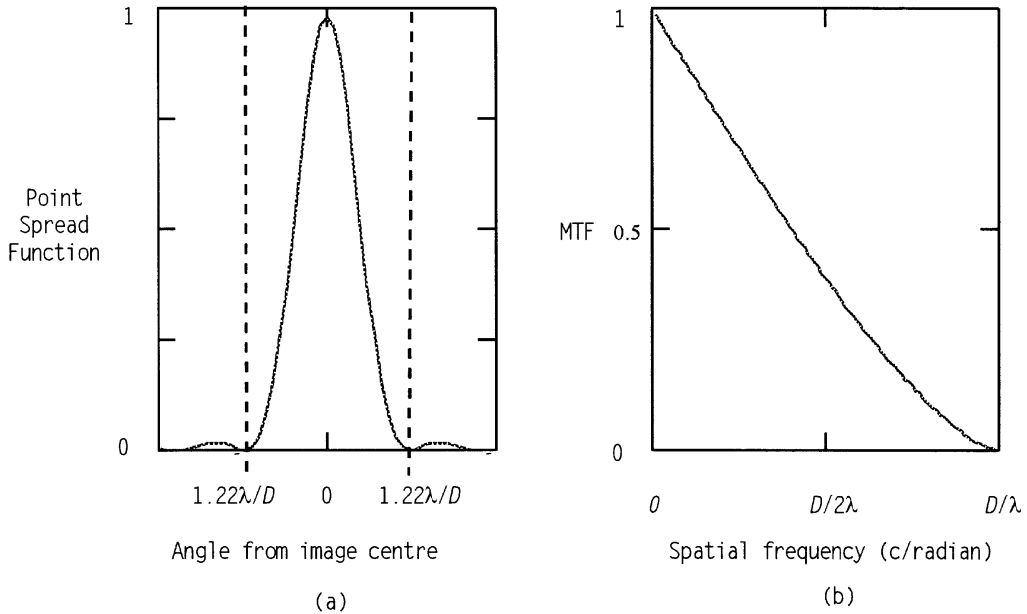 1
Point
Spread
Function
0
1.22λ/D
0
1.22λ/D
Angle from image centre
(a)
1
MTF
0.5
0
0
D/2λ
D/λ
Spatial frequency (c/radian)
(b)